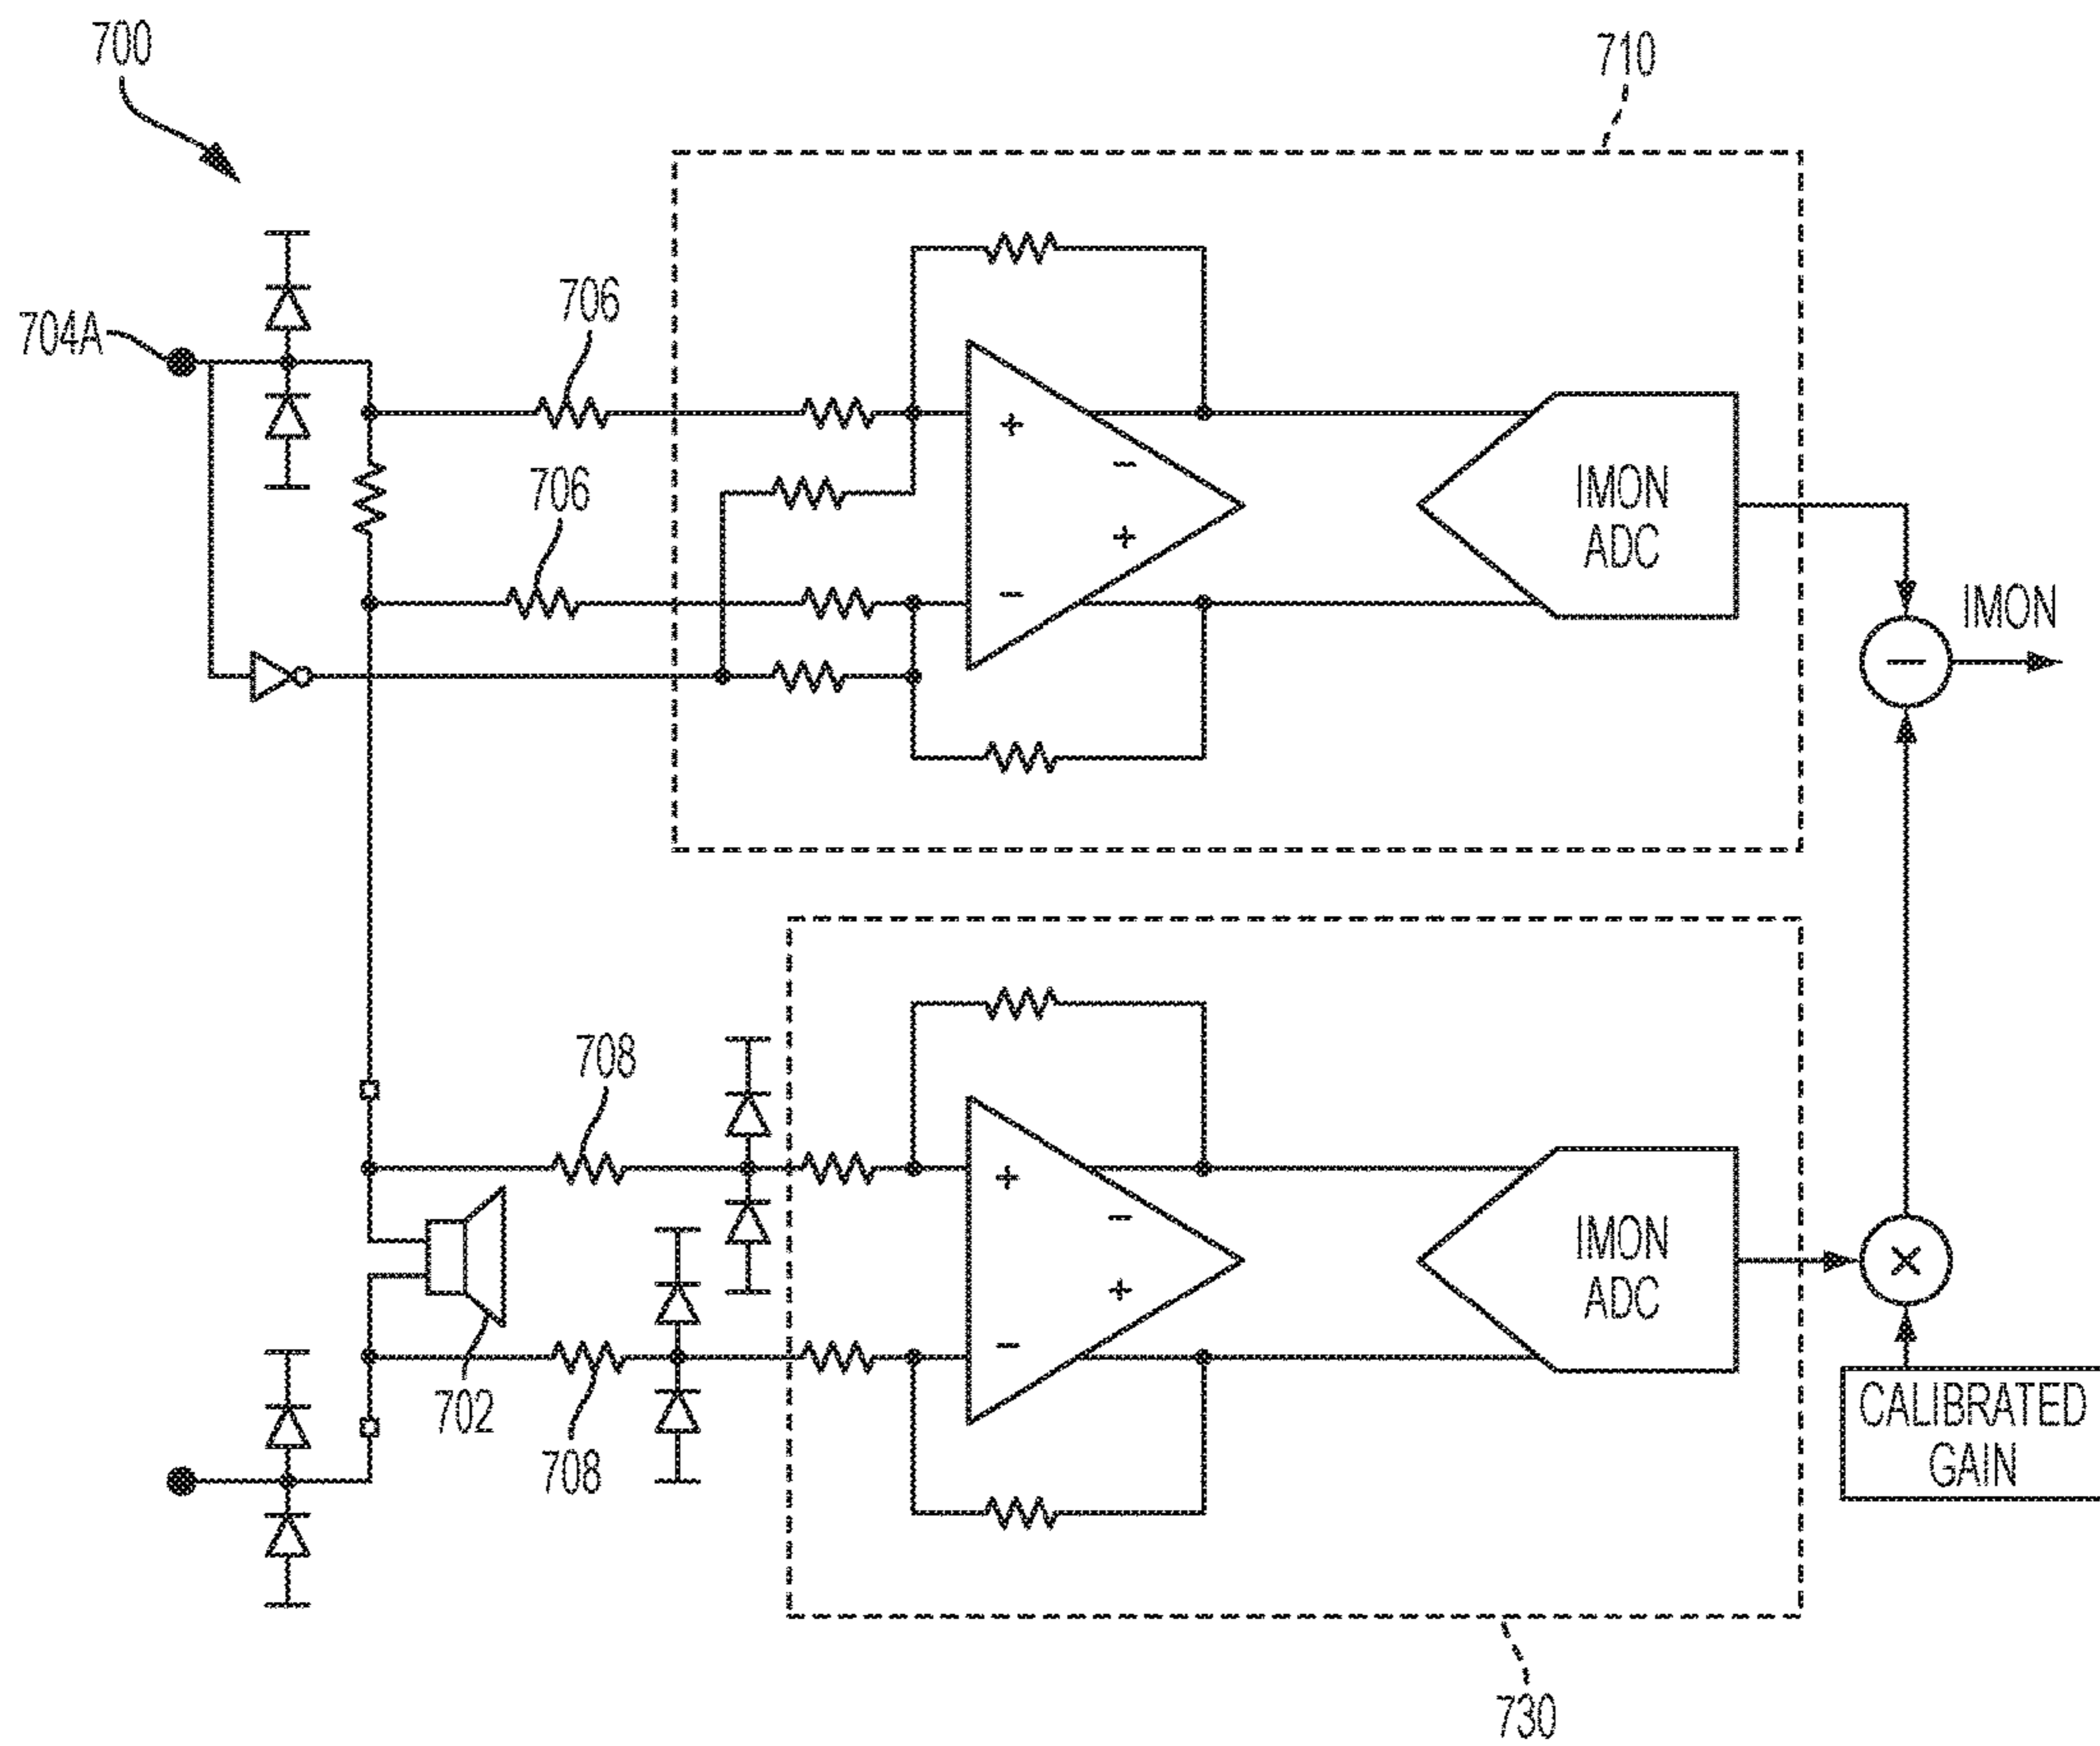 700
710
704A
706
706
+
−
+
−
IMON
ADC
IMON
−
708
+
−
+
−
IMON
ADC
×
702
708
CALIBRATED
GAIN
730